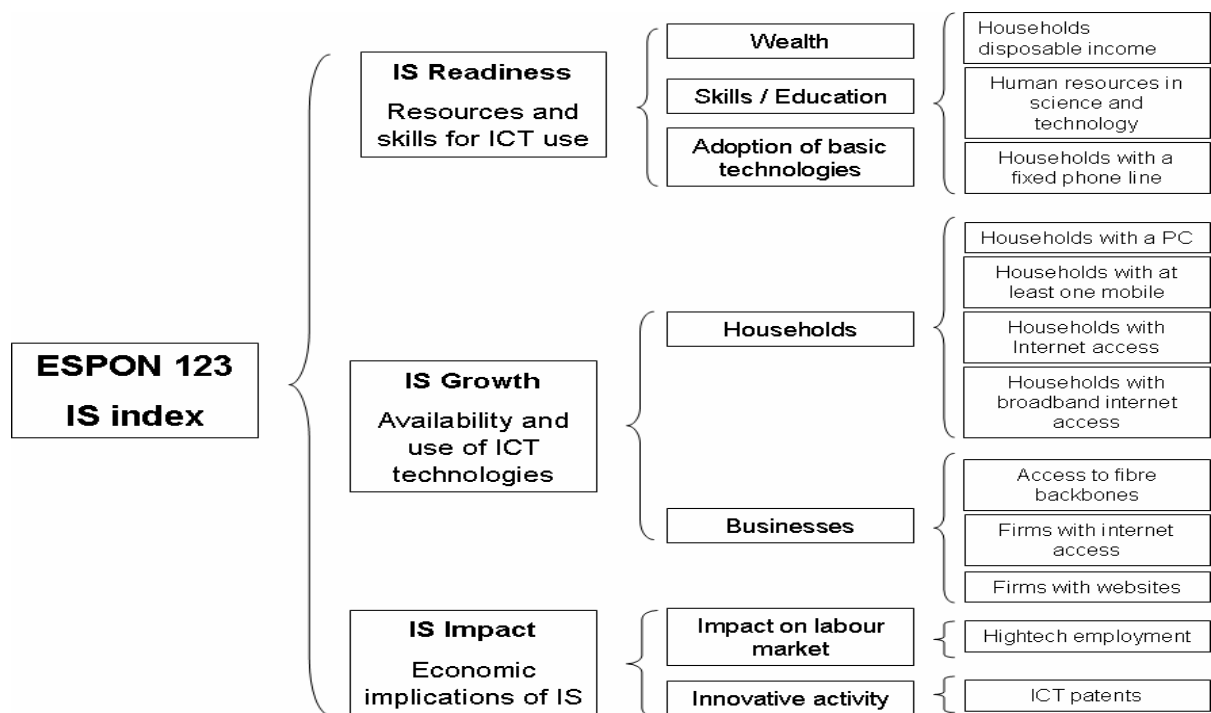 ESPON 123
IS index
IS Readiness
Resources and
skills for ICT use
Wealth
Skills / Education
Adoption of basic
technologies
Households
disposable income
Human resources in
science and
technology
Households with a
fixed phone line
IS Growth
Availability and
use of ICT
technologies
Households
Households with a PC
Households with at
least one mobile
Households with
Internet access
Households with
broadband internet
access
Businesses
Access to fibre
backbones
Firms with internet
access
Firms with websites
IS Impact
Economic
implications of IS
Impact on labour
market
Hightech employment
Innovative activity
ICT patents